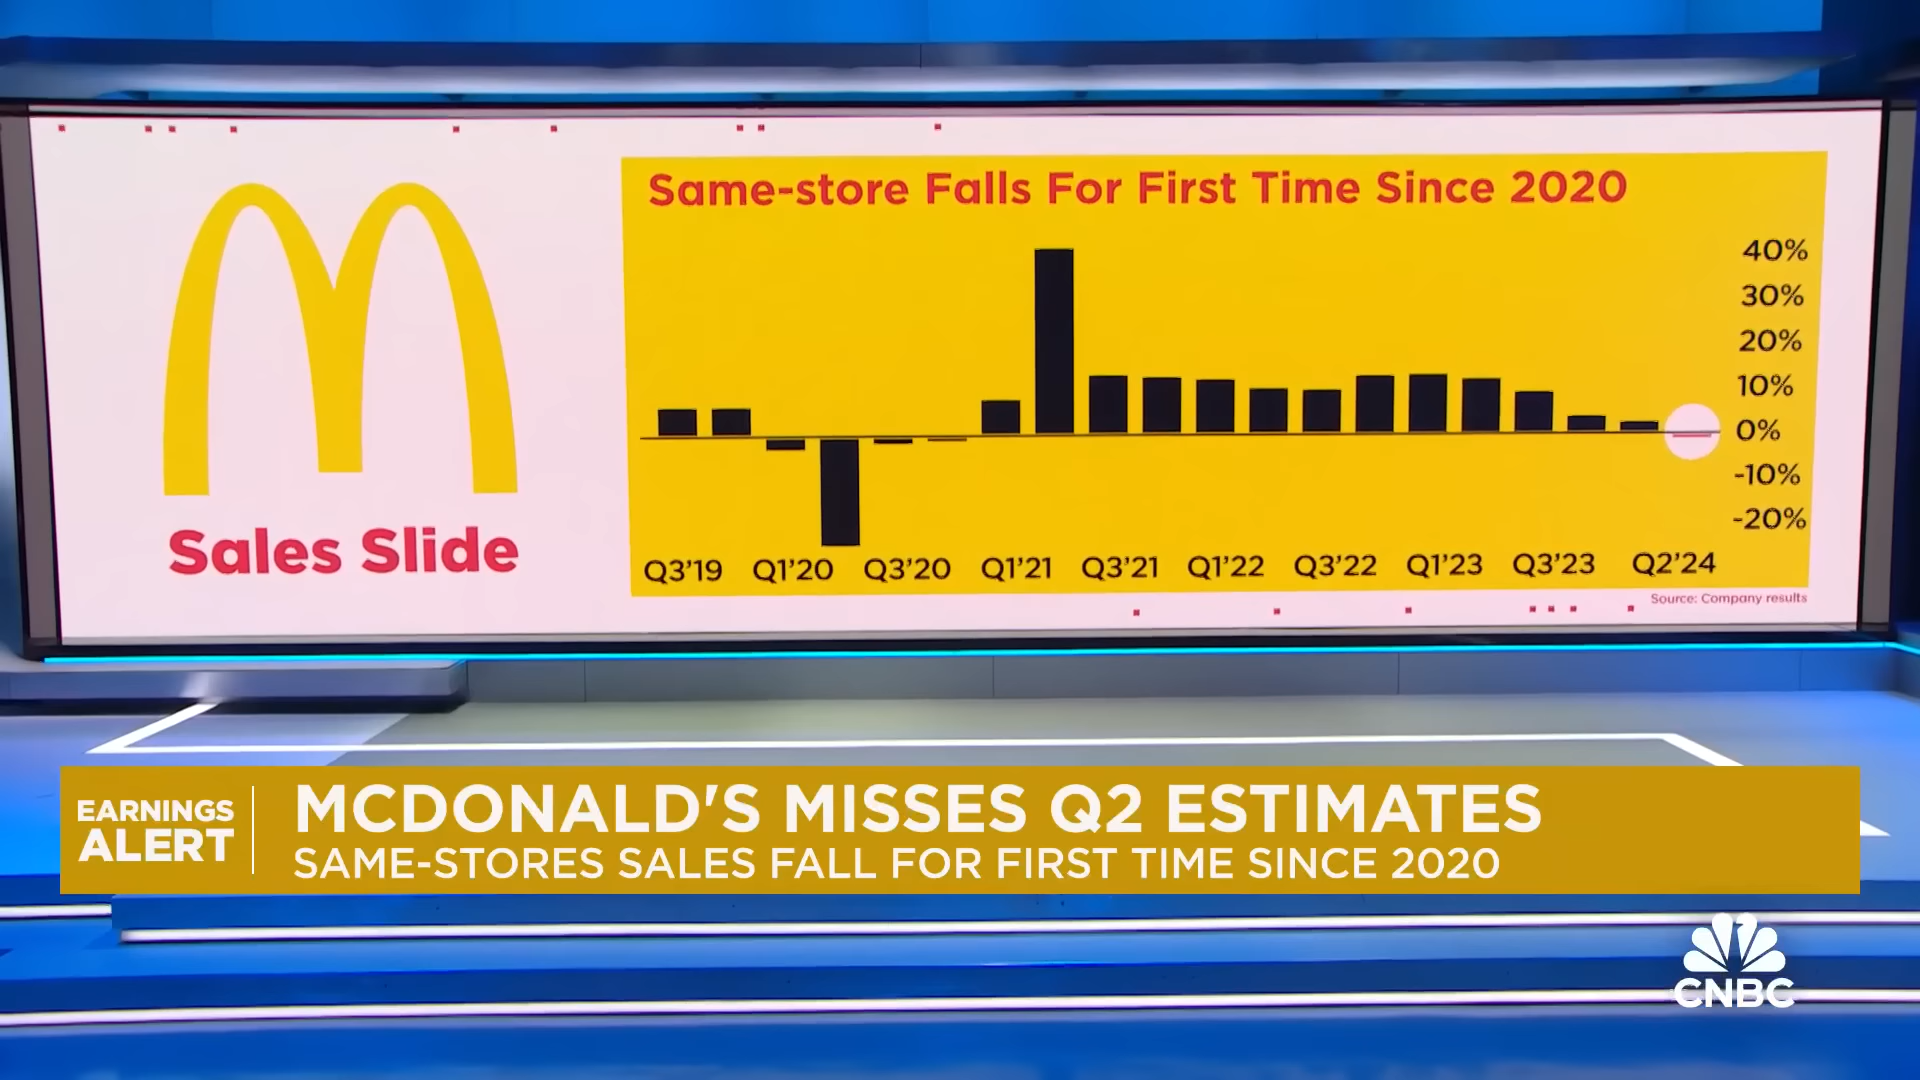 Same-store Falls For First Time Since 2020
40%
30%
20%
10%
0%
-10%
-20%
Q3’19 Q1’20 Q3’20 Q1’21 Q3’21 Q1’22 Q3’22 Q1’23 Q3’23 Q2’24
Source: Company results
Sales Slide
EARNINGS
ALERT
MCDONALD'S MISSES Q2 ESTIMATES
SAME-STORES SALES FALL FOR FIRST TIME SINCE 2020
CNBC